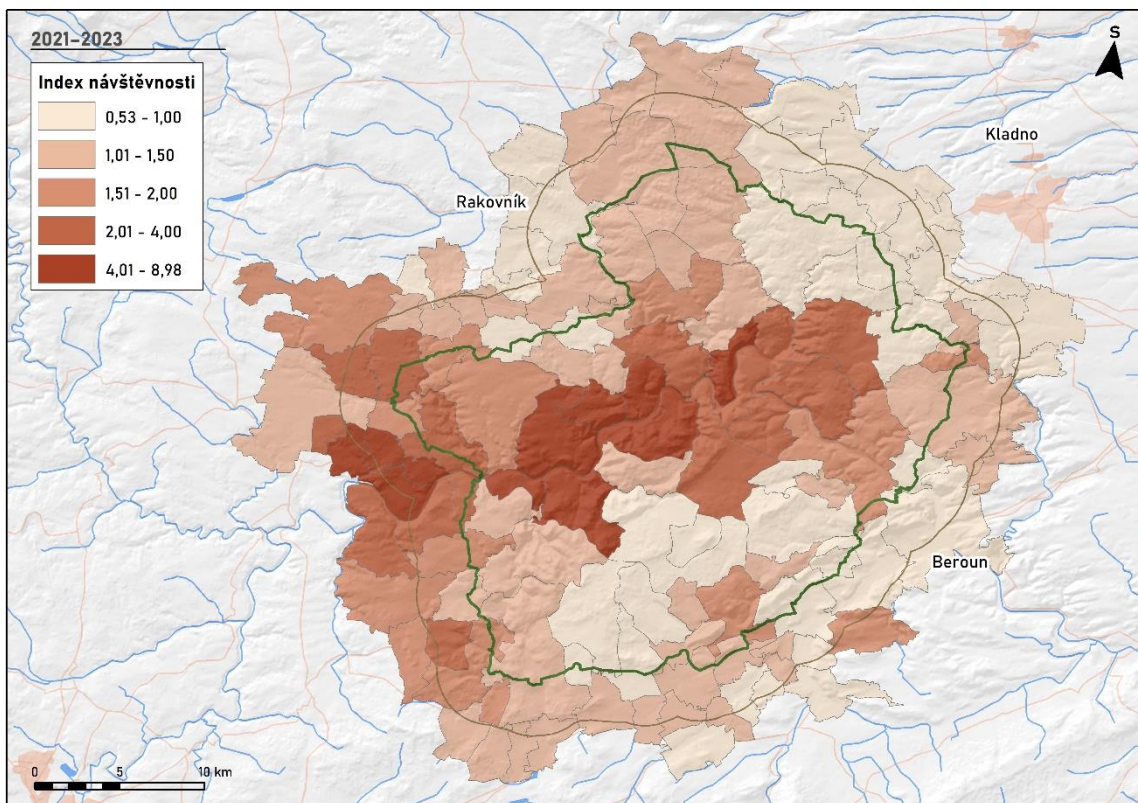 2021–2023
Index návštěvnosti
0,53 - 1,00
1,01 - 1,50
1,51 - 2,00
2,01 - 4,00
4,01 - 8,98
S
Kladno
Rakovník
Beroun
0 5 10 km